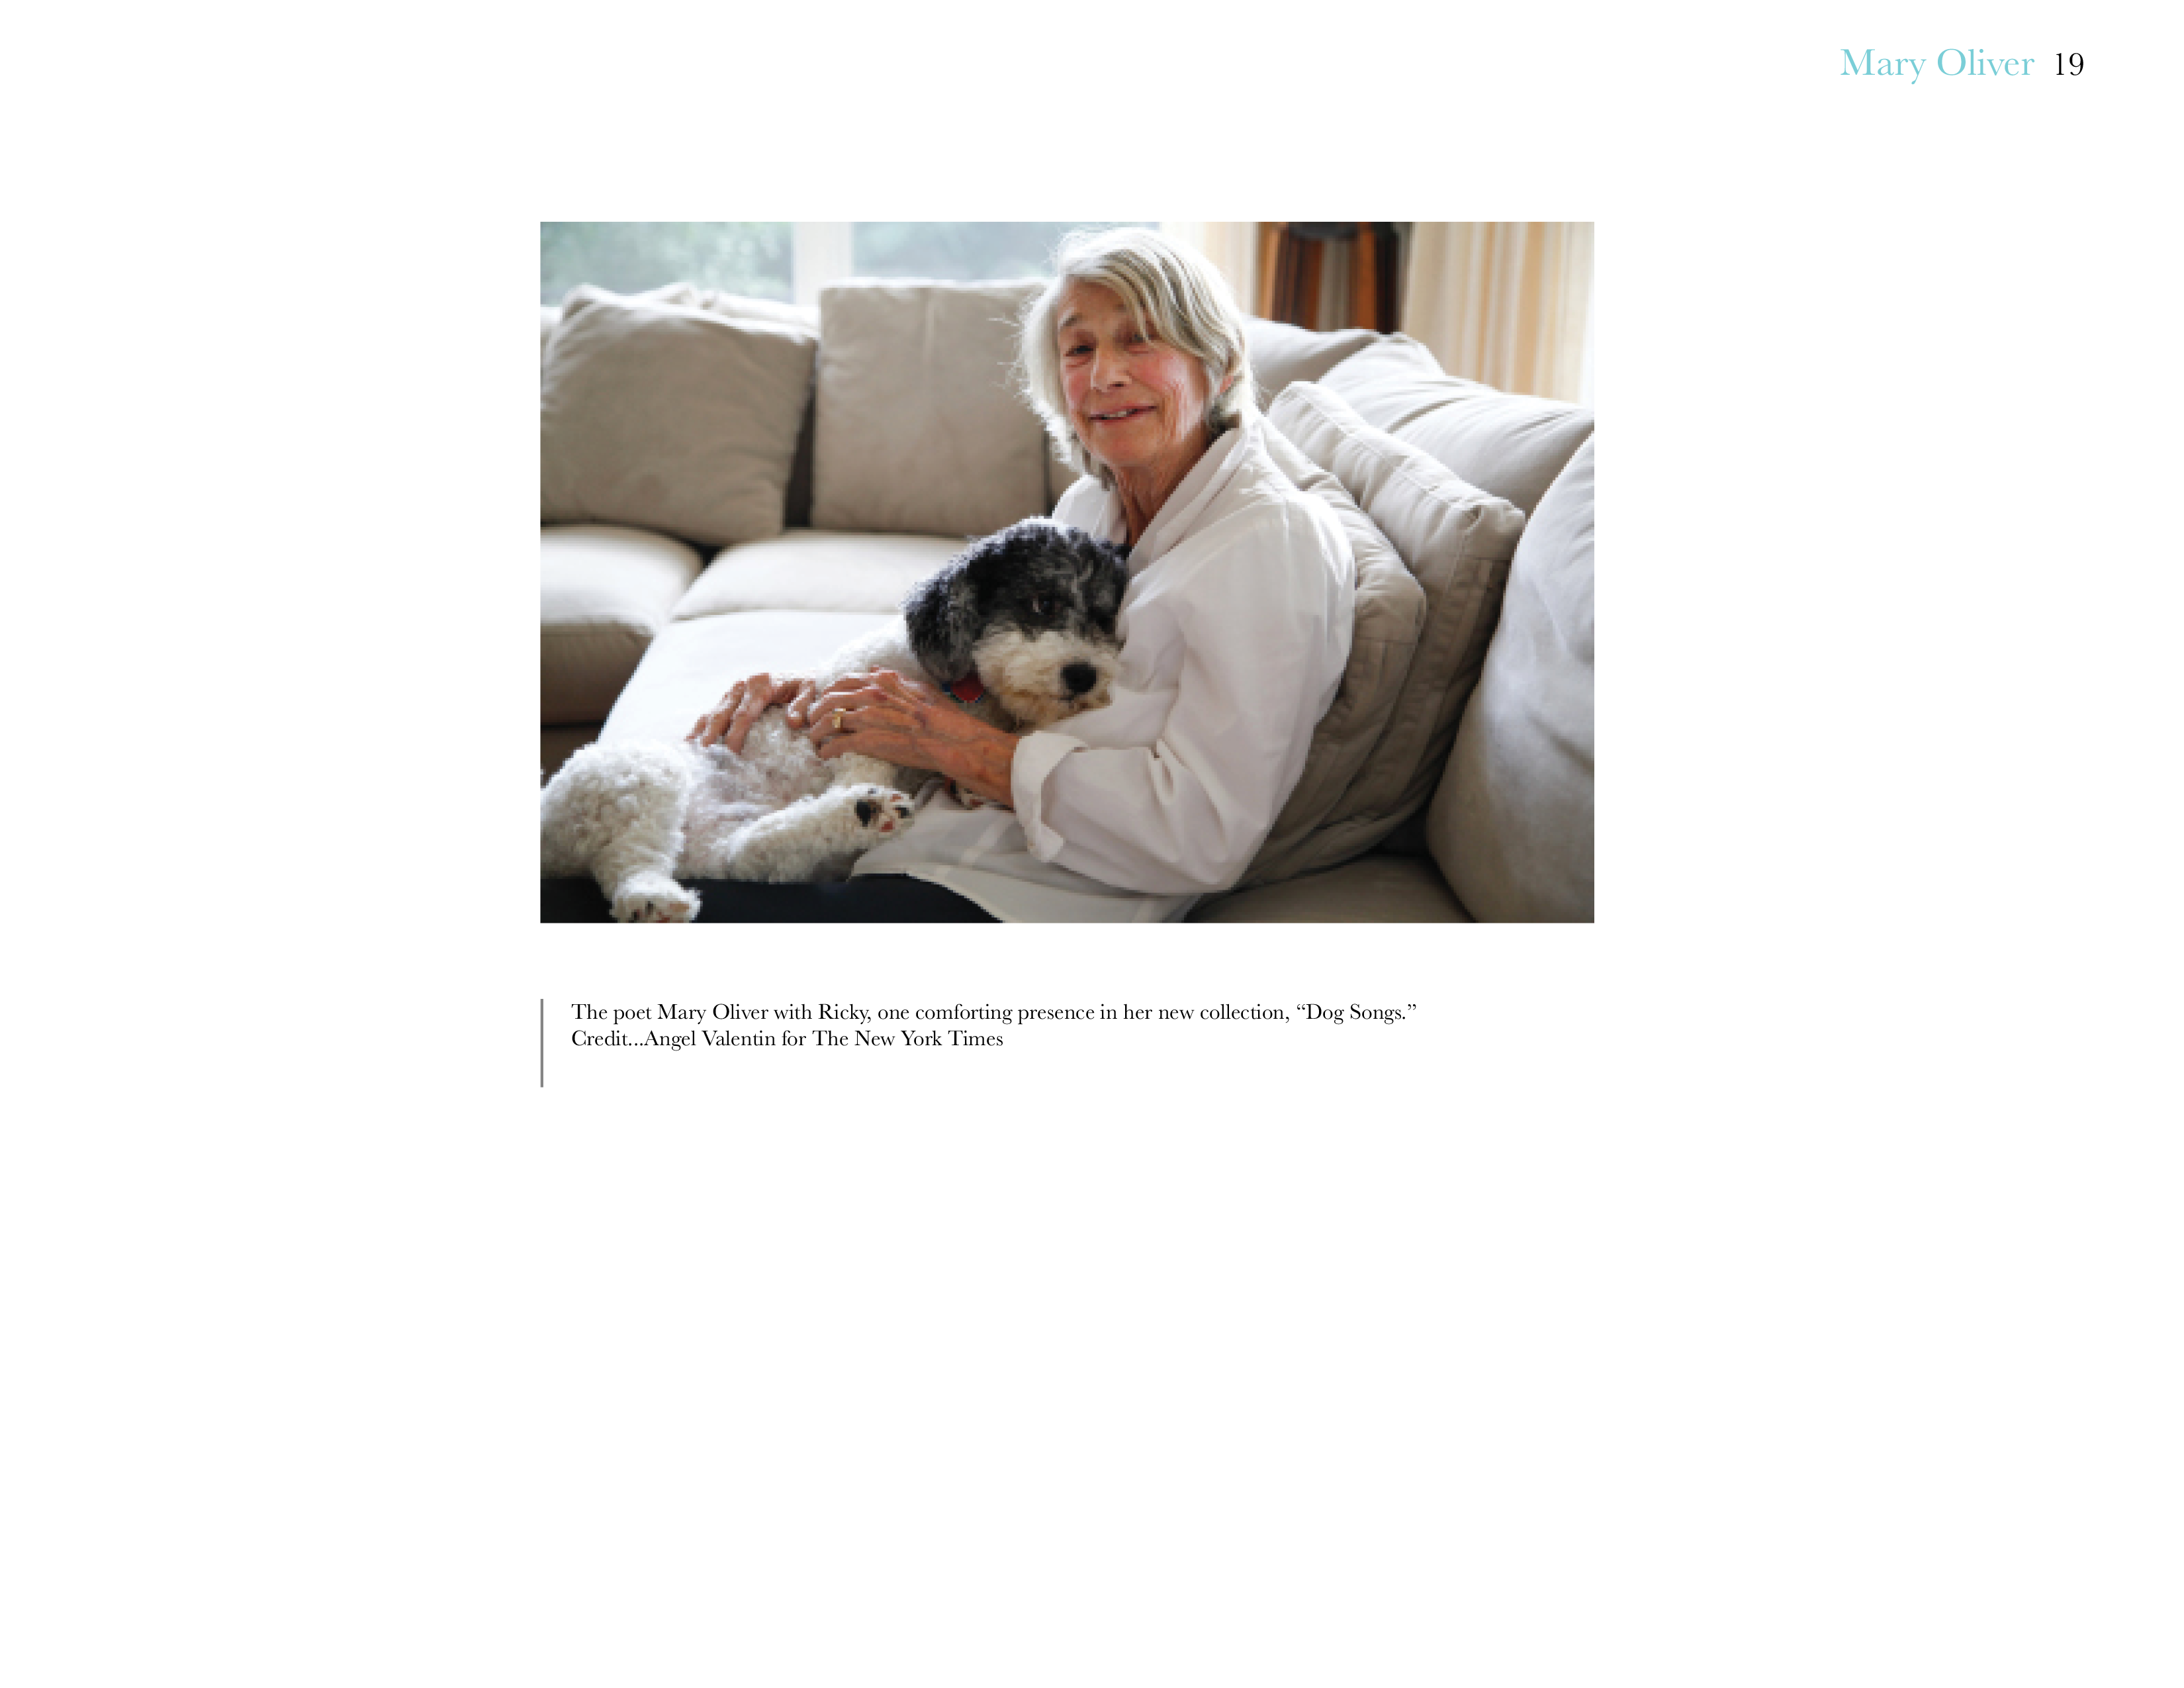 Mary Oliver 19
The poet Mary Oliver with Ricky, one comforting presence in her new collection, “Dog Songs.”
Credit...Angel Valentin for The New York Times